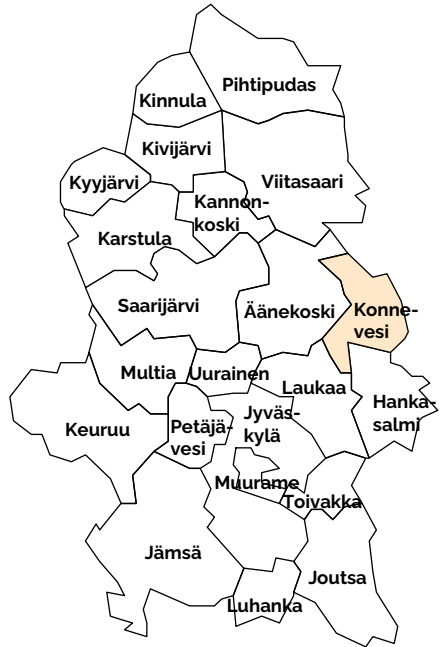 Pihtipudas
Kinnula
Kivijärvi
Kyyjärvi
Viitasaari
Kannon-
koski
Karstula
Saarijärvi
Äänekoski
Konne-
vesi
Multia
Uurainen
Laukaa
Hanka-
salmi
Keuruu
Petäjä-
vesi
Jyväs-
kylä
Muurame
Toivakka
Jämsä
Joutsa
Luhanka